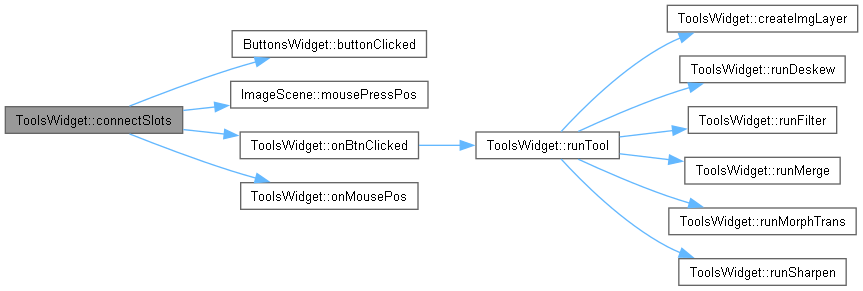 ToolsWidget::connectSlots
ButtonsWidget::buttonClicked
ImageScene::mousePressPos
ToolsWidget::onBtnClicked
ToolsWidget::onMousePos
ToolsWidget::runTool
ToolsWidget::createImgLayer
ToolsWidget::runDeskew
ToolsWidget::runFilter
ToolsWidget::runMerge
ToolsWidget::runMorphTrans
ToolsWidget::runSharpen